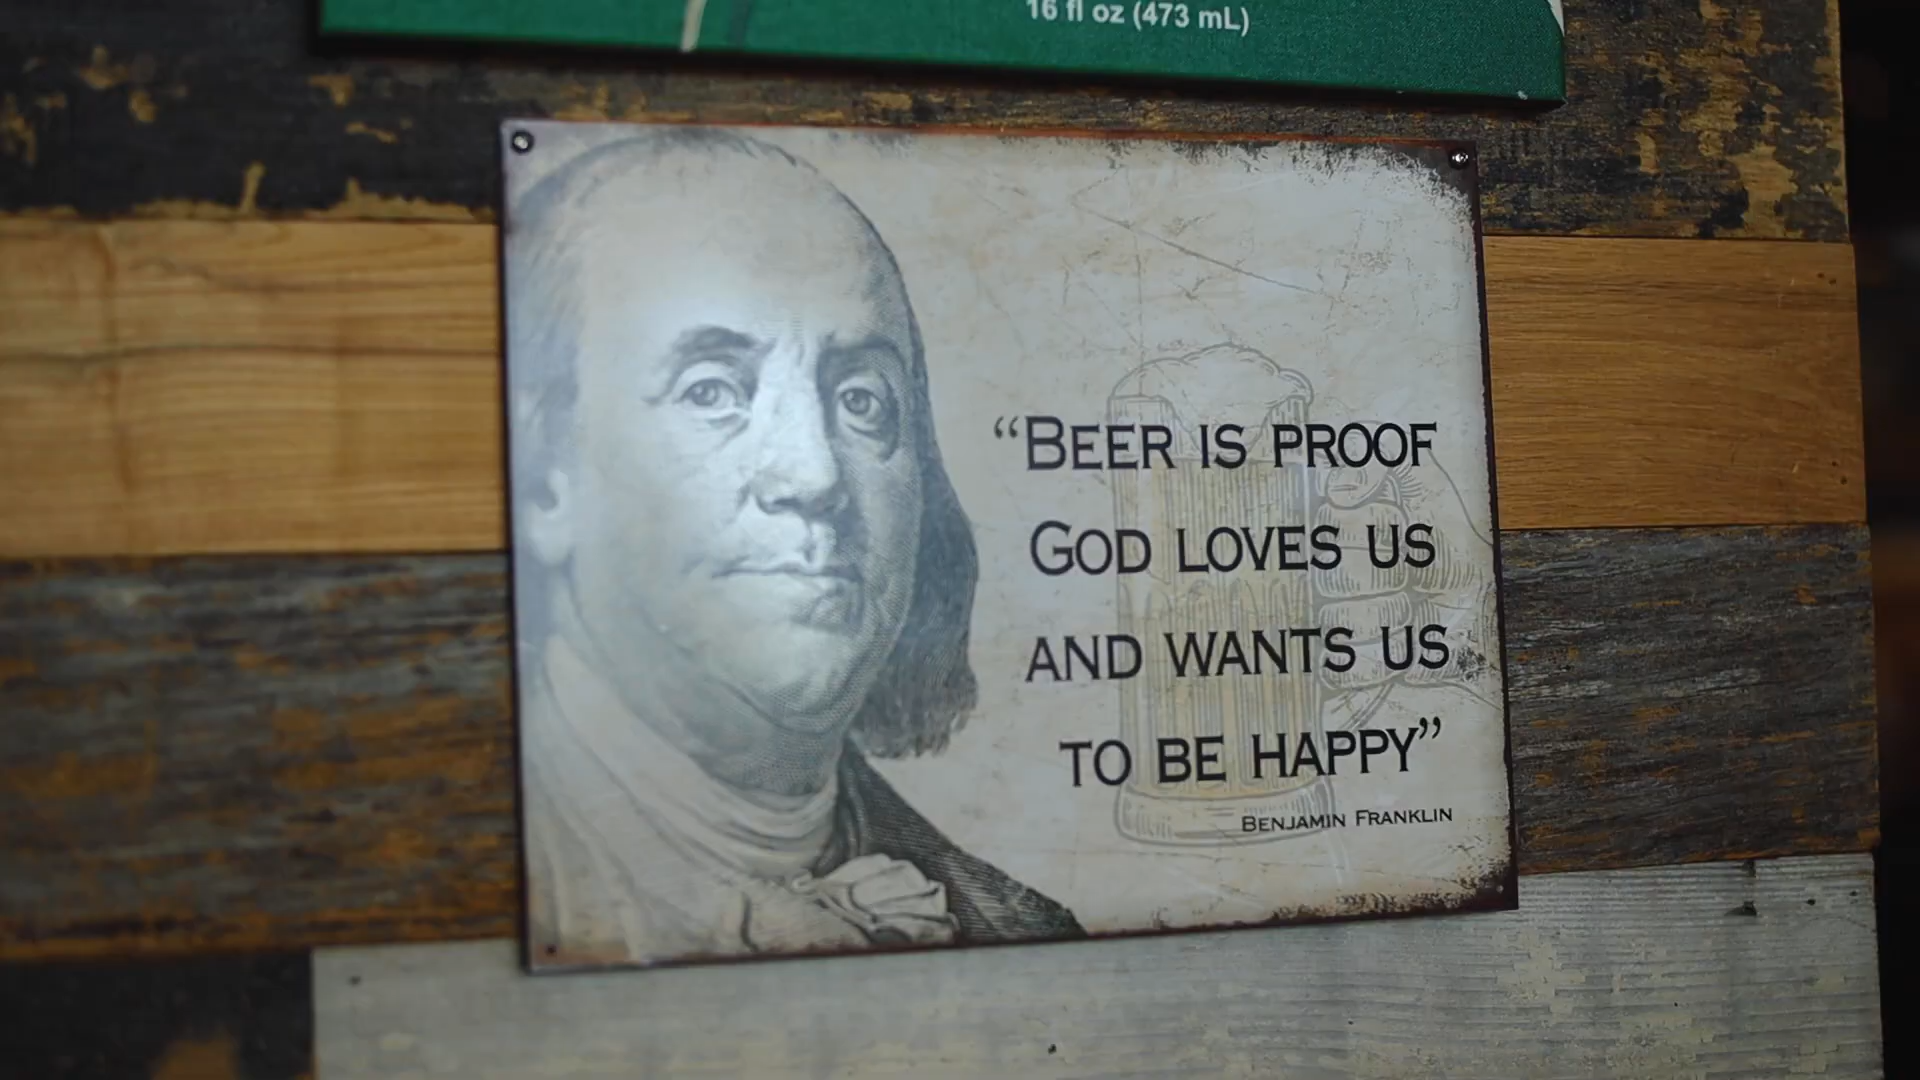 16 fl oz (473 mL)
“BEER IS PROOF
GOD LOVES US
AND WANTS US
TO BE HAPPY”
BENJAMIN FRANKLIN